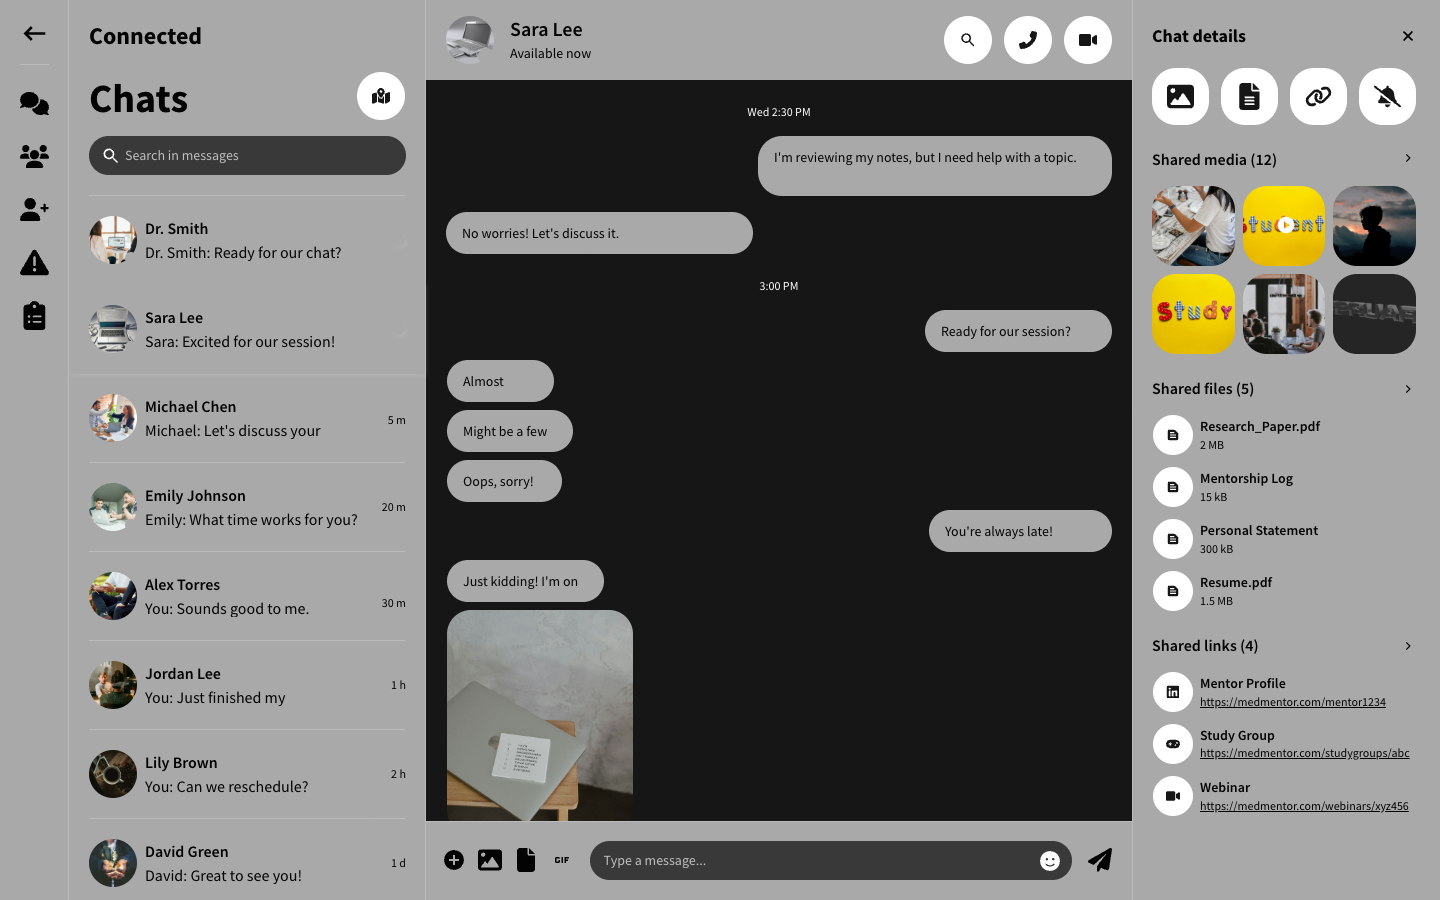 Connected
Chats
Search in messages
Dr. Smith
Dr. Smith: Ready for our chat?
Sara Lee
Sara: Excited for our session!
Michael Chen
Michael: Let's discuss your
5 m
Emily Johnson
Emily: What time works for you?
20 m
Alex Torres
You: Sounds good to me.
30 m
Jordan Lee
You: Just finished my
1 h
Lily Brown
You: Can we reschedule?
2 h
David Green
David: Great to see you!
1 d
Sara Lee
Available now
Wed 2:30 PM
I'm reviewing my notes, but I need help with a topic.
No worries! Let's discuss it.
3:00 PM
Ready for our session?
Almost
Might be a few
Oops, sorry!
You're always late!
Just kidding! I'm on
GIF
Type a message...
Chat details
Shared media (12)
Student
Study
Shared files (5)
Research_Paper.pdf
2 MB
Mentorship Log
15 kB
Personal Statement
300 kB
Resume.pdf
1.5 MB
Shared links (4)
Mentor Profile
https://medmentor.com/mentor1234
Study Group
https://medmentor.com/studygroups/abc
Webinar
https://medmentor.com/webinars/xyz456